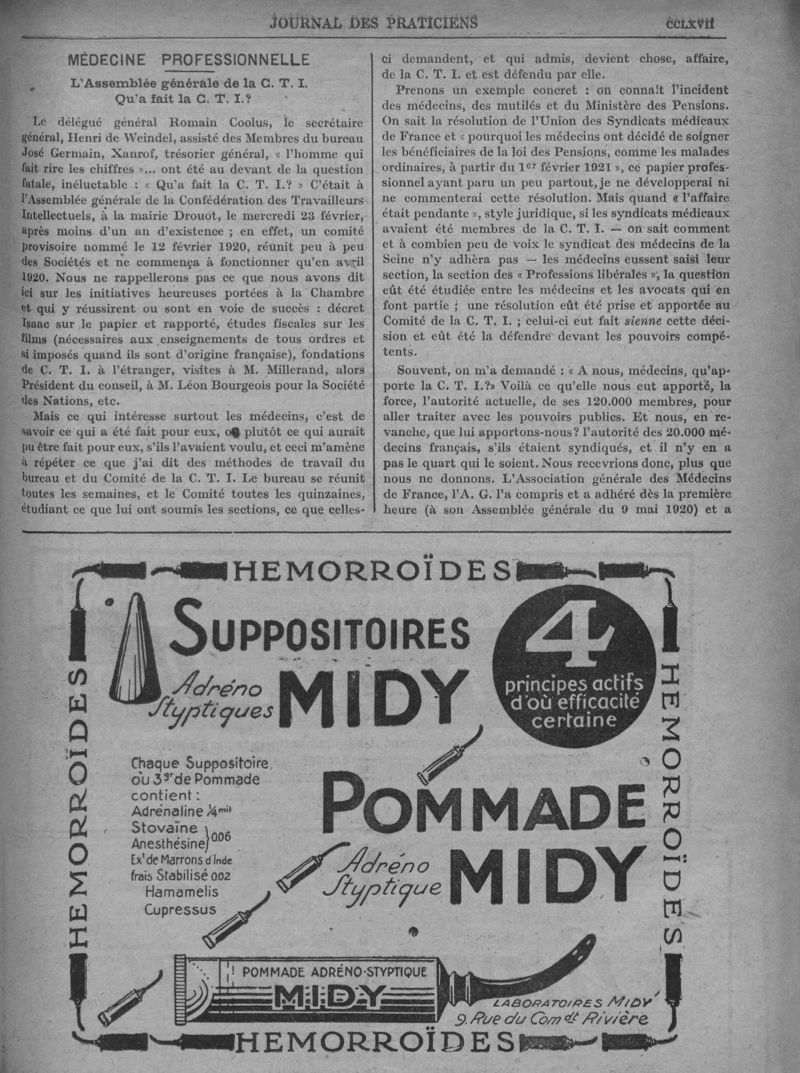 JOURNAL DES PRATICIENS
CCLXVII
MÉDECINE PROFESSIONNELLE
L'Assemblée générale de la C. T. I.
Qu'a fait la C. T. I.?
Le délégué général Romain Coolus, le secrétaire
général, Henri de Weindel, assisté des Membres du bureau
José Germain, Xanrof, trésorier général, « l'homme qui
fait rire les chiffres »... ont été au devant de la question
fatale, inéluctable : « Qu'a fait la C. T. I.? » C'était à
l'Assemblée générale de la Confédération des Travailleurs
Intellectuels, à la mairie Drouot, le mercredi 23 février,
après moins d'un an d'existence ; en effet, un comité
provisoire nommé le 12 février 1920, réunit peu à peu
des Sociétés et ne commença à fonctionner qu'en avril
1920. Nous ne rappellerons pas ce que nous avons dit
ici sur les initiatives heureuses portées à la Chambre
et qui y réussirent ou sont en voie de succès : décret
Isaac sur le papier et rapporté, études fiscales sur les
films (nécessaires aux enseignements de tous ordres et
si imposés quand ils sont d'origine française), fondations
de C. T. I. à l'étranger, visites à M. Millerand, alors
Président du conseil, à M. Léon Bourgeois pour la Société
des Nations, etc.
Mais ce qui intéresse surtout les médecins, c'est de
savoir ce qui a été fait pour eux, ou plutôt ce qui aurait
pu être fait pour eux, s'ils l'avaient voulu, et ceci m'amène
à répéter ce que j'ai dit des méthodes de travail du
bureau et du Comité de la C. T. I. Le bureau se réunit
toutes les semaines, et le Comité toutes les quinzaines,
étudiant ce que lui ont soumis les sections, ce que celles-
ci demandent, et qui admis, devient chose, affaire,
de la C. T. I. et est défendu par elle.
Prenons un exemple concret : on connaît l'incident
des médecins, des mutilés et du Ministère des Pensions.
On sait la résolution de l'Union des Syndicats médicaux
de France et « pourquoi les médecins ont décidé de soigner
les bénéficiaires de la loi des Pensions, comme les malades
ordinaires, à partir du 1er février 1921 », ce papier profes-
sionnel ayant paru un peu partout, je ne développerai ni
ne commenterai cette résolution. Mais quand « l'affaire
était pendante », style juridique, si les syndicats médicaux
avaient été membres de la C. T. I. — on sait comment
et à combien peu de voix le syndicat des médecins de la
Seine n'y adhèra pas — les médecins eussent saisi leur
section, la section des « Professions libérales », la question
eût été étudiée entre les médecins et les avocats qui en
font partie ; une résolution eût été prise et apportée au
Comité de la C. T. I. ; celui-ci eut fait sienne cette déci-
sion et eût été la défendre devant les pouvoirs compé-
tents.
Souvent, on m'a demandé : « A nous, médecins, qu'ap-
porte la C. T. I.?» Voilà ce qu'elle nous eut apporté, la
force, l'autorité actuelle, de ses 120.000 membres, pour
aller traiter avec les pouvoirs publics. Et nous, en re-
vanche, que lui apportons-nous? l'autorité des 20.000 mé-
decins français, s'ils étaient syndiqués, et il n'y en a
pas le quart qui le soient. Nous recevrions donc, plus que
nous ne donnons. L'Association générale des Médecins
de France, l'A. G. l'a compris et a adhéré dès la première
heure (à son Assemblée générale du 9 mai 1920) et a
HEMORROÏDES
HEMORROÏDES
HEMORROÏDES
SUPPOSITOIRES
Adréno
Styptiques
MIDY
4
principes actifs
d'où efficacité
certaine
Chaque Suppositoire
ou 3gr de Pommade
contient :
Adrénaline ¼ mit
Stovaïne
Anesthésine} 0.06
Ext de Marrons d'Inde
frais Stabilisé 0.02
Hamamelis
Cupressus
POMMADE
Adréno
Styptique
MIDY
POMMADE ADRÉNO-STYPTIQUE
MIDY
LABORATOIRES MIDY
9. Rue du Comdt Rivière
HEMORROÏDES